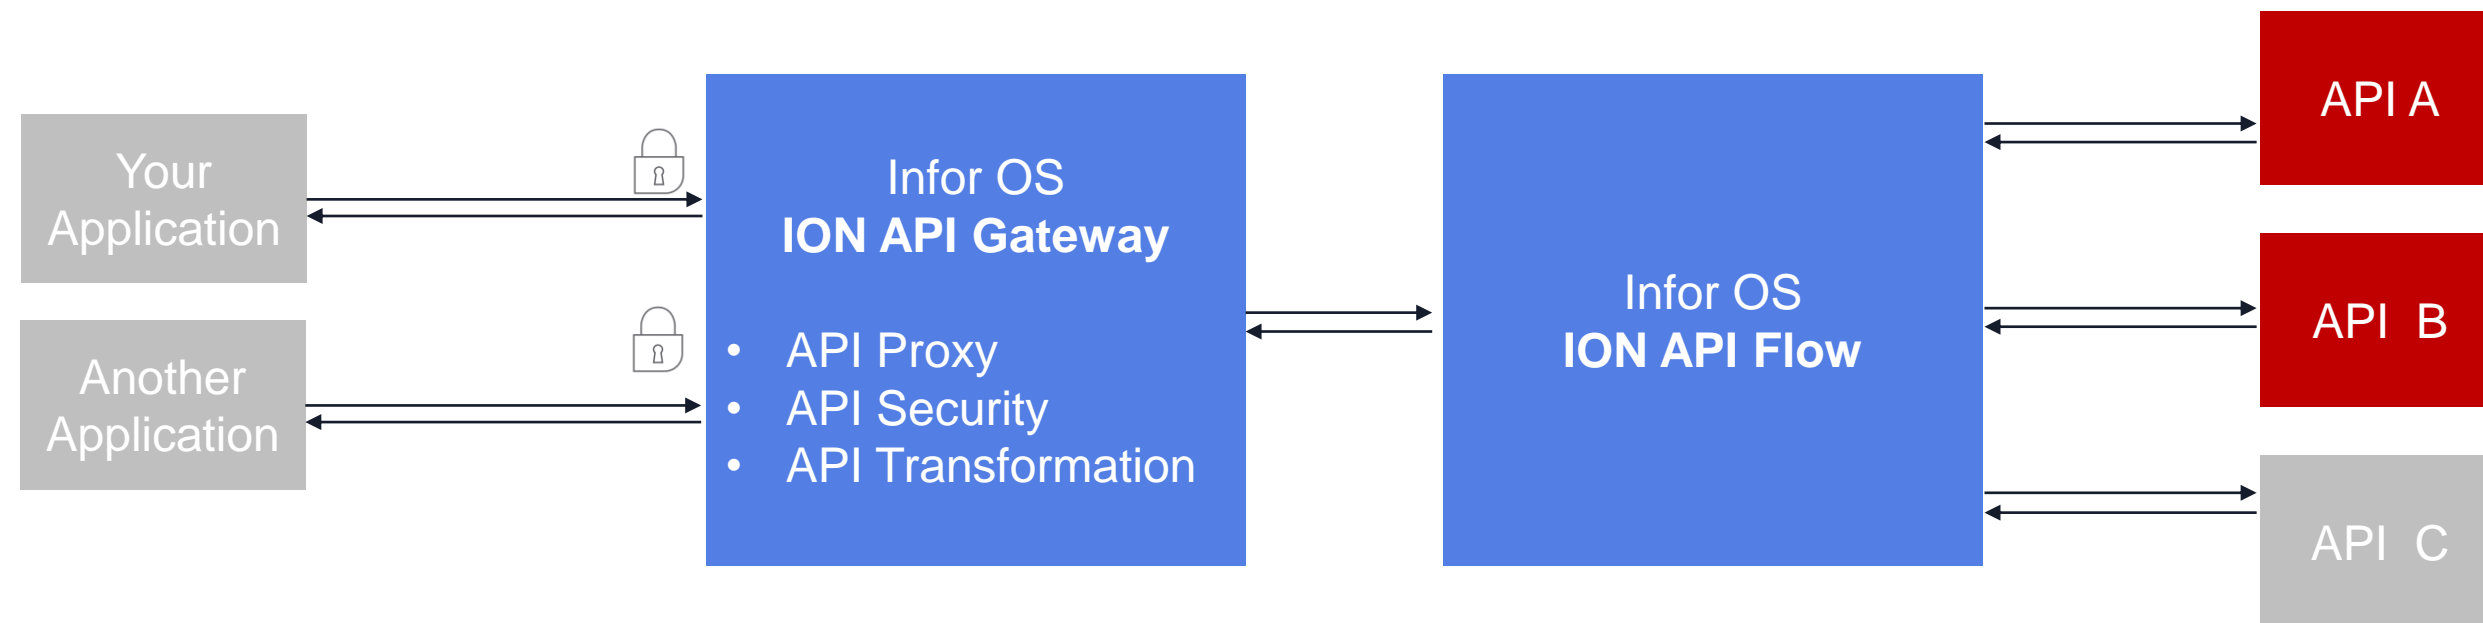 Your
Application
Another
Application
Infor OS
ION API Gateway
• API Proxy
• API Security
• API Transformation
Infor OS
ION API Flow
API A
API B
API C